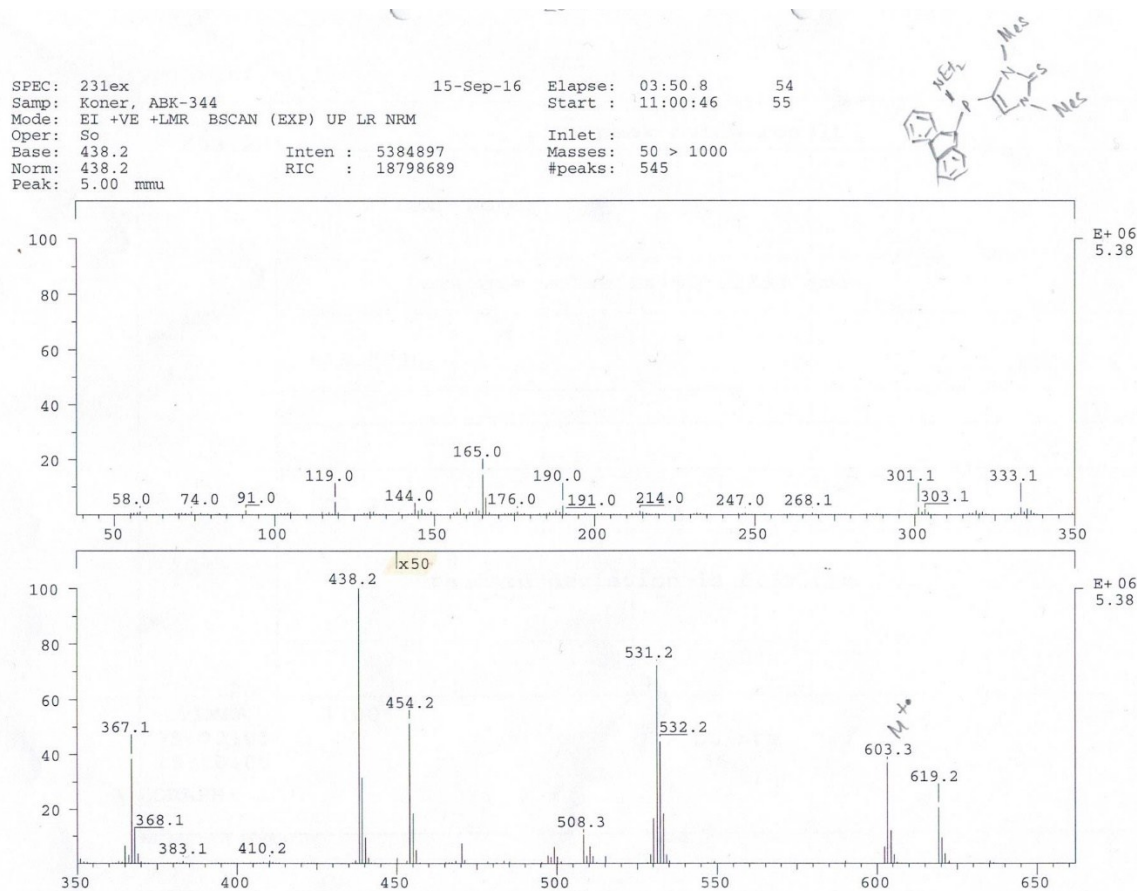 SPEC: 231ex 15-Sep-16 Elapse: 03:50.8 54
Samp: Koner, ABK-344 Start : 11:00:46 55
Mode: EI +VE +LMR BSCAN (EXP) UP LR NRM
Oper: So Inlet :
Base: 438.2 Inten : 5384897 Masses: 50 > 1000
Norm: 438.2 RIC : 18798689 #peaks: 545
Peak: 5.00 mmu
Mes
NEt2
N
S
P
N
Mes
100 E+06
5.38
80
60
40
20
165.0
119.0 190.0 301.1 333.1
58.0 74.0 91.0 144.0 176.0 191.0 214.0 247.0 268.1 303.1
50 100 150 200 250 300 350
x50
438.2
100 E+06
5.38
80
531.2
60
454.2
367.1 532.2 M+•
40 603.3
619.2
20
368.1 508.3
383.1 410.2
350 400 450 500 550 600 650